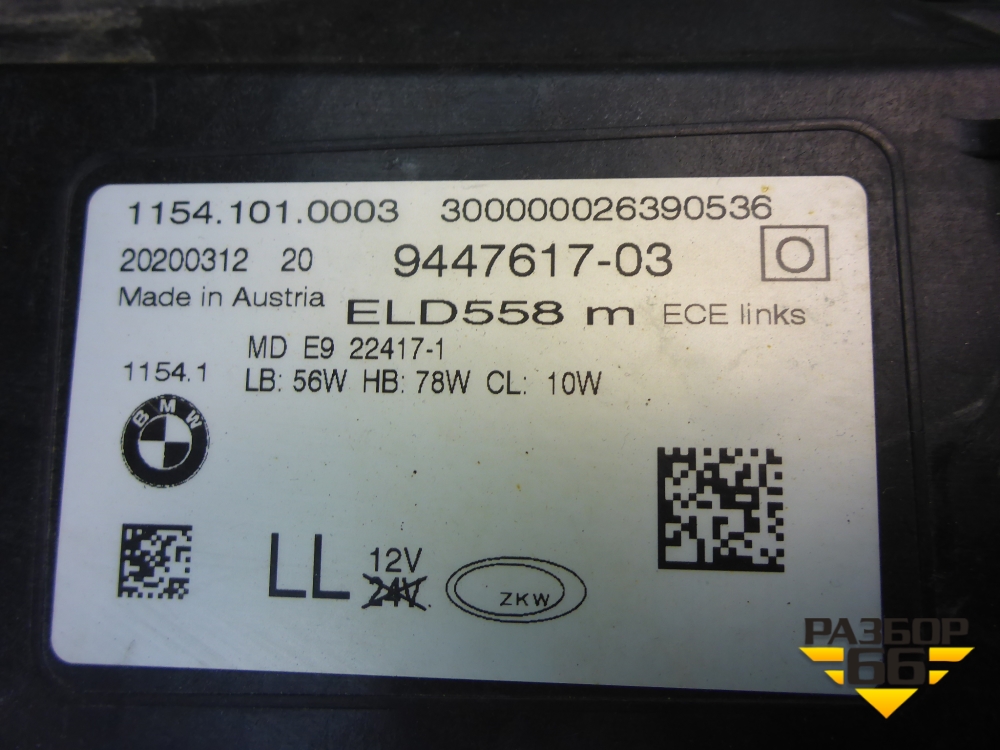 1154.101.0003 300000026390536
20200312 20 9447617-03 O
Made in Austria ELD558 m ECE links
MD E9 22417-1
1154.1 LB: 56W HB: 78W CL: 10W
BMW
LL 12V
24V
ZKW
РАЗБОР
66